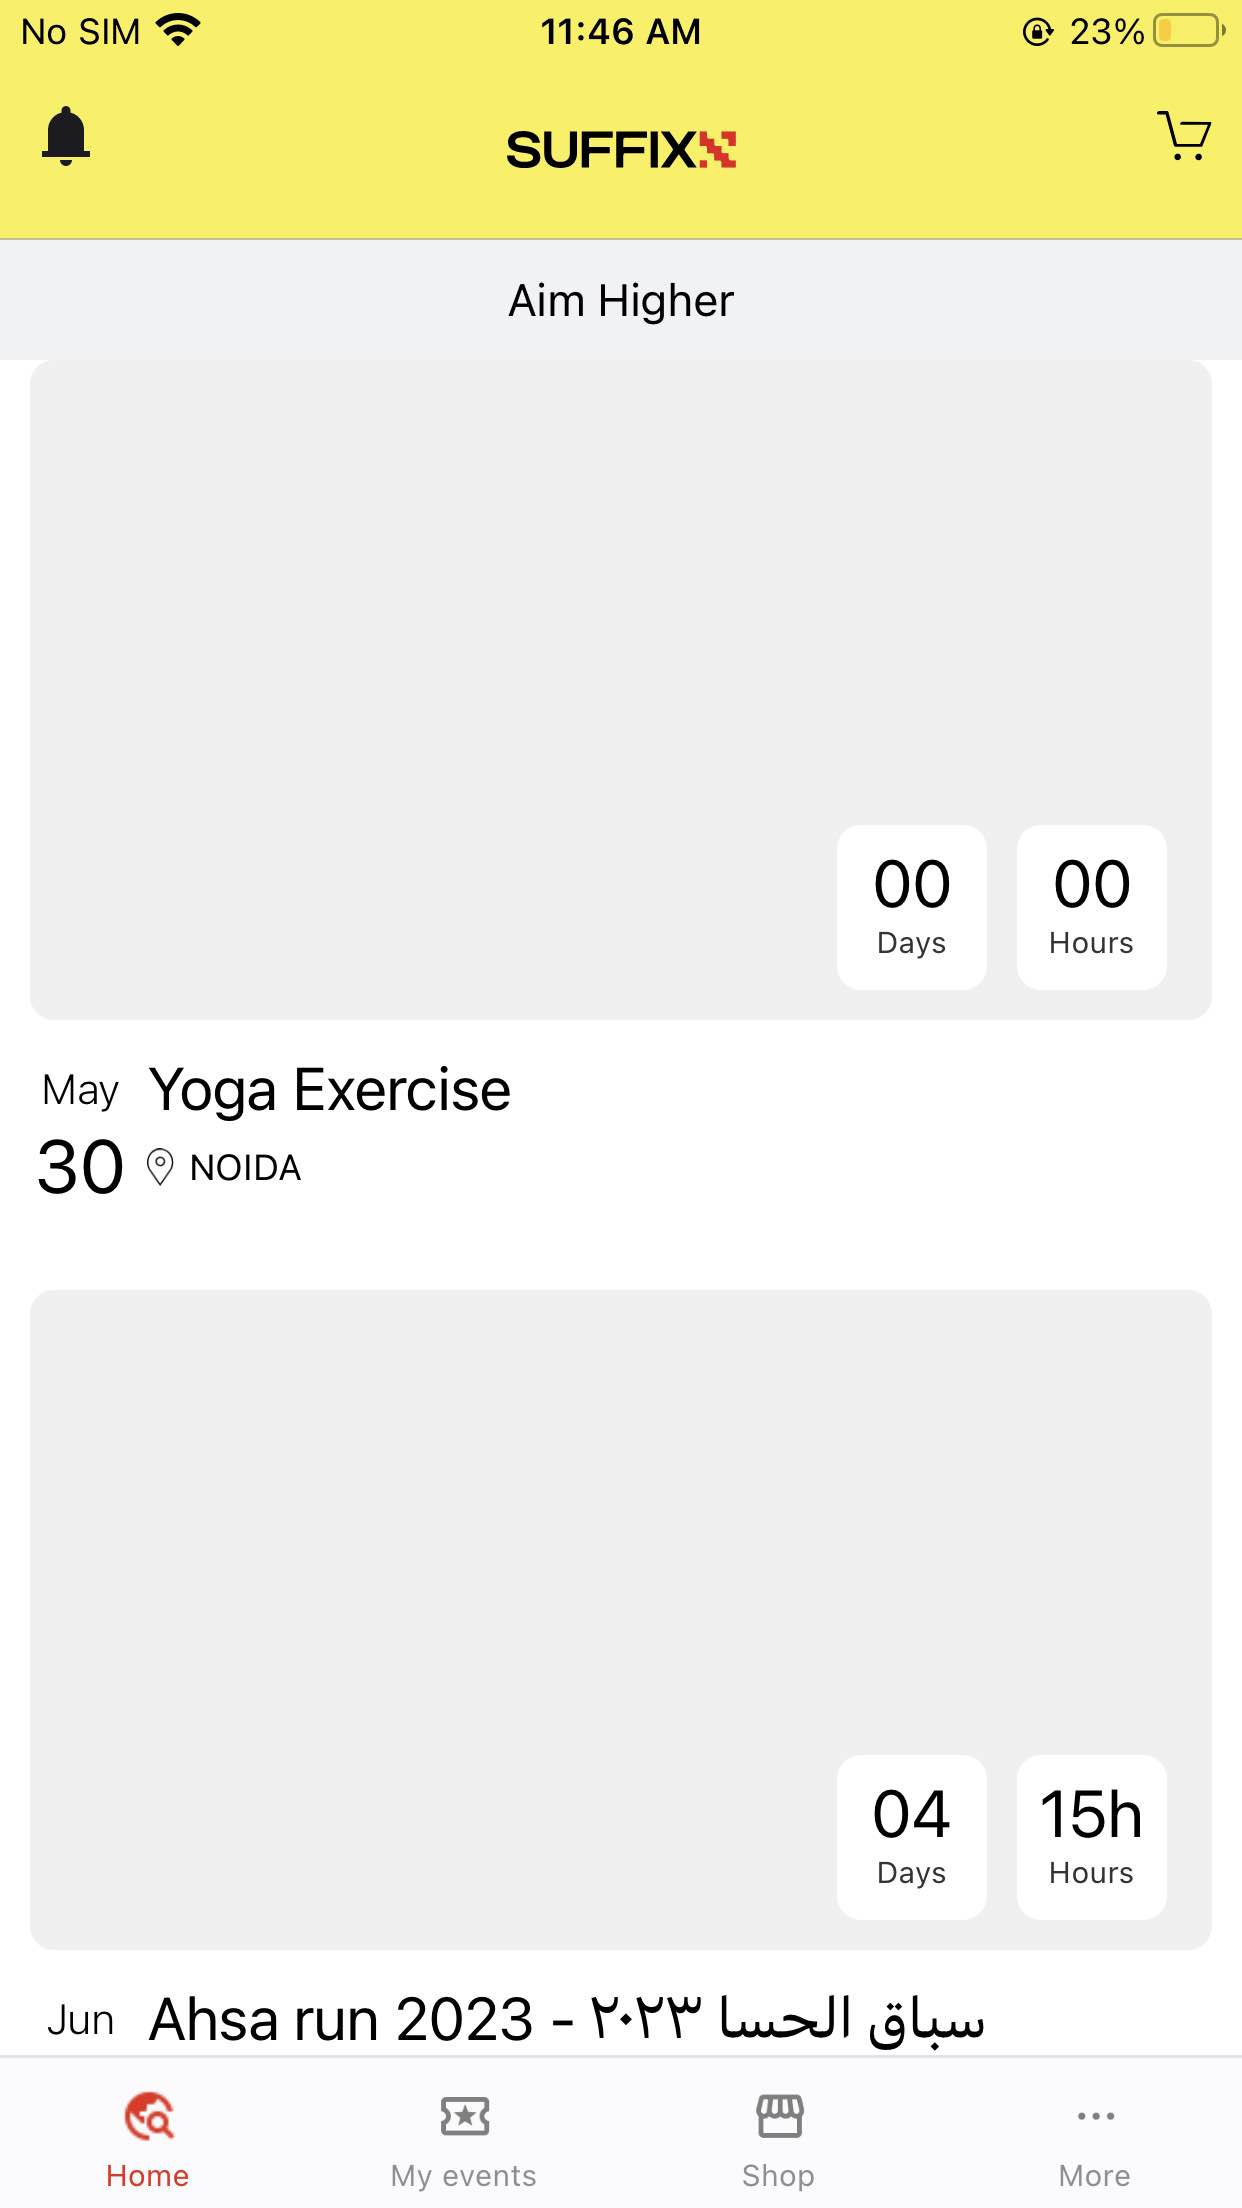 No SIM 11:46 AM 23%
SUFFIX
Aim Higher
00 00
Days Hours
May Yoga Exercise
30 NOIDA
04 15h
Days Hours
Jun Ahsa run 2023 - سباق الحسا ٢٠٢٣
Home My events Shop More